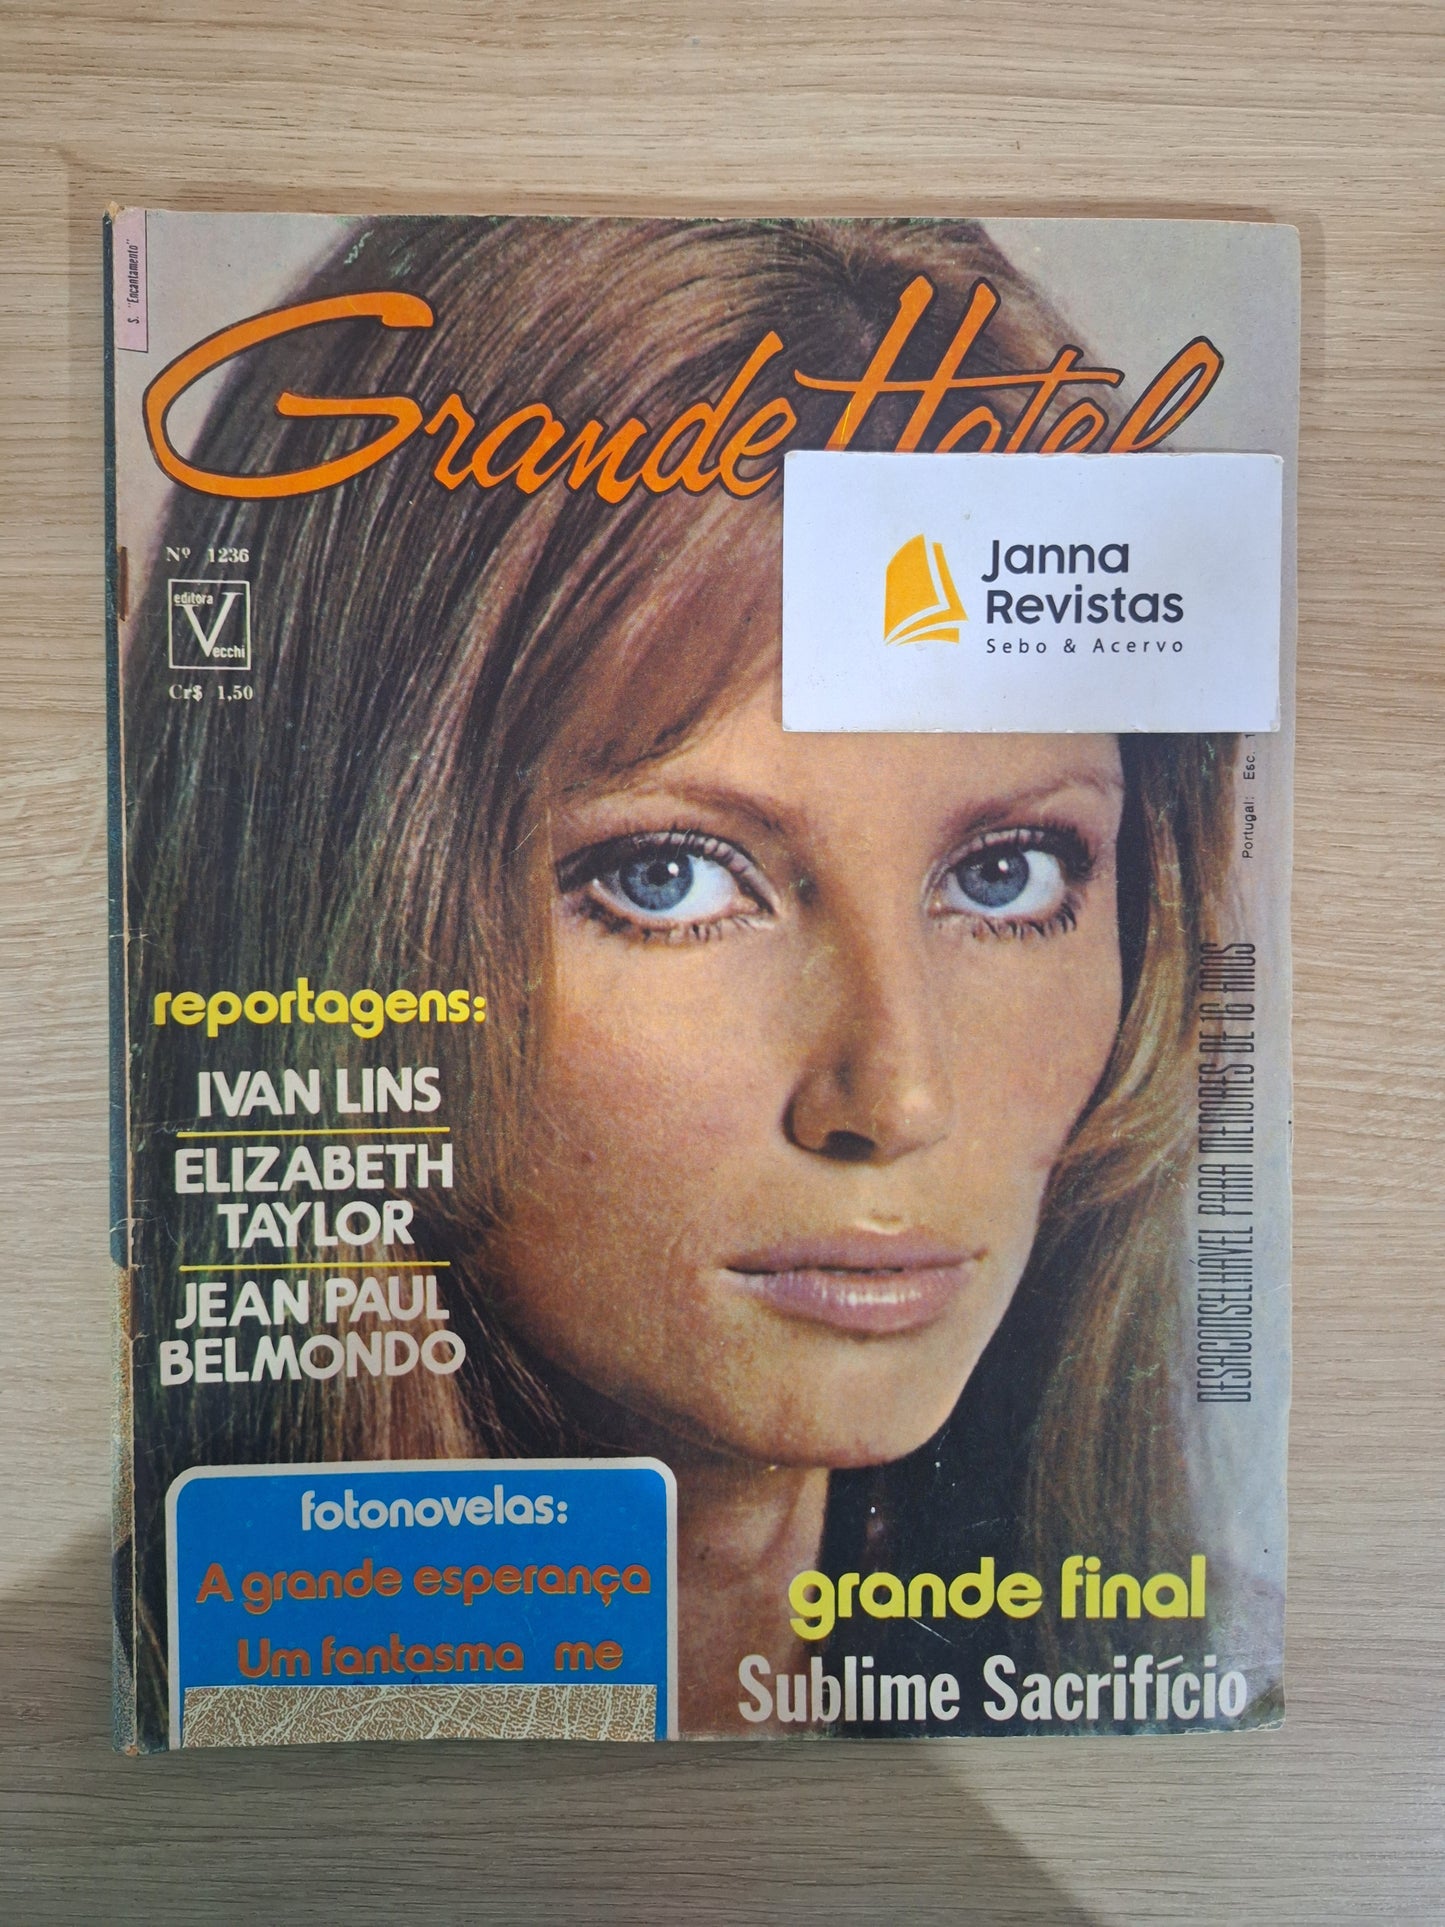 S. "Encantamento"
Grande Hotel
Nº 1236
editora
Vecchi
Cr$ 1,50
Janna
Revistas
Sebo & Acervo
Portugal: Esc. 1
DESACONSELHÁVEL PARA MENORES DE 16 ANOS
reportagens:
IVAN LINS
ELIZABETH
TAYLOR
JEAN PAUL
BELMONDO
fotonovelas:
A grande esperança
Um fantasma me
grande final
Sublime Sacrifício